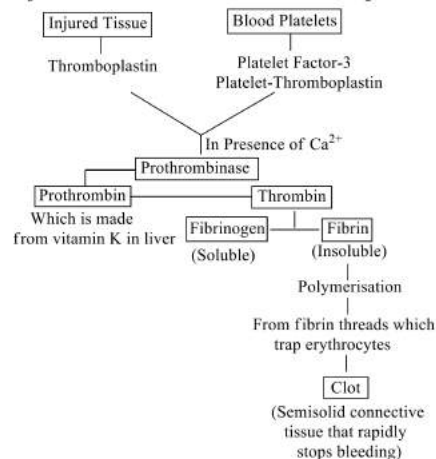 Injured Tissue
Blood Platelets
Thromboplastin
Platelet Factor-3
Platelet-Thromboplastin
In Presence of Ca²⁺
Prothrombinase
Prothrombin
Thrombin
Which is made
from vitamin K in liver
Fibrinogen
Fibrin
(Soluble)
(Insoluble)
Polymerisation
From fibrin threads which
trap erythrocytes
Clot
(Semisolid connective
tissue that rapidly
stops bleeding)